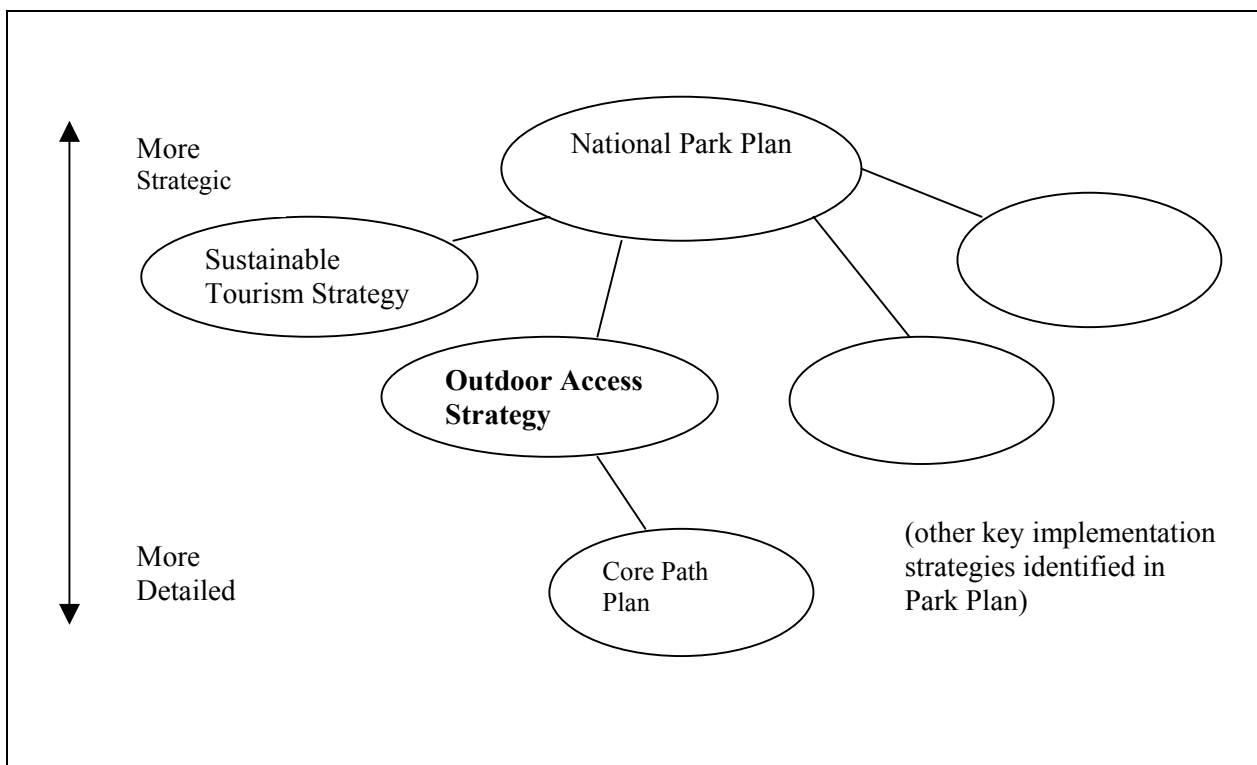 National Park Plan
More
Strategic
Sustainable
Tourism Strategy
Outdoor Access
Strategy
(other key implementation
strategies identified in
Park Plan)
More
Detailed
Core Path
Plan